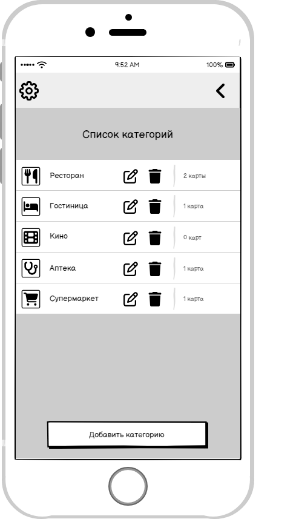 9:52 AM
100%
Список категорий
Ресторан
2 карты
Гостиница
1 карта
Кино
0 карт
Аптека
1 карта
Супермаркет
1 карта
Добавить категорию